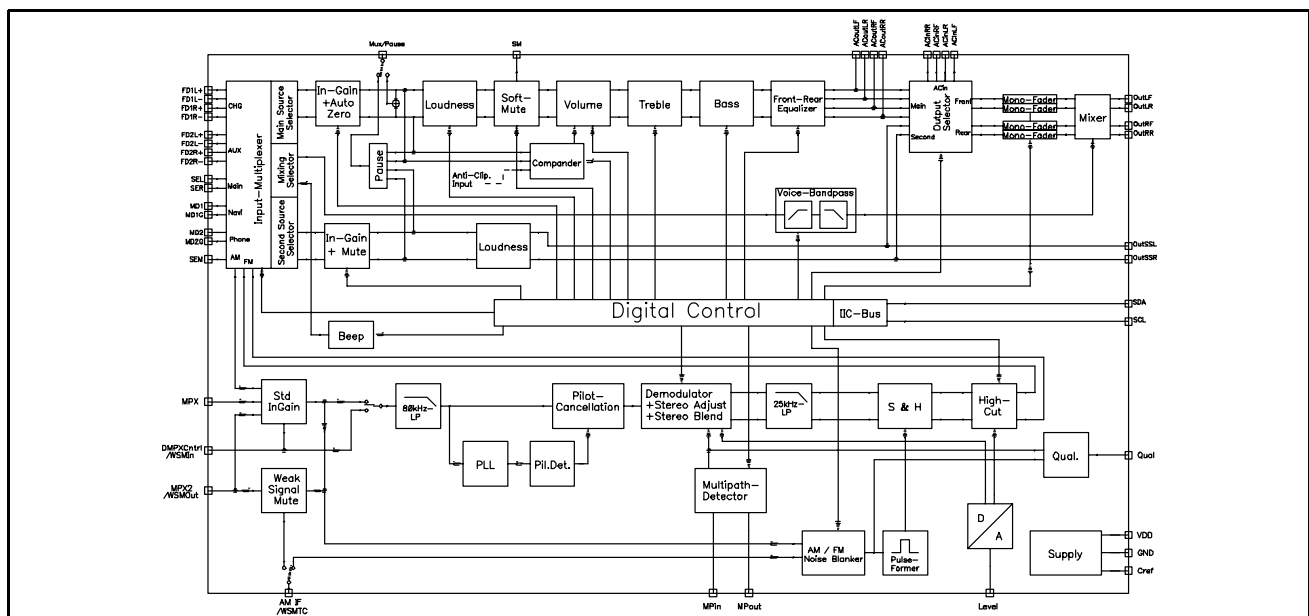 Mux/Pause
SM
ACoutLF
ACoutLR
ACoutRF
ACoutRR
ACinRR
ACinRF
ACinLR
ACinLF
FD1L+
FD1L-
FD1R+
FD1R-
FD2L+
FD2L-
FD2R+
FD2R-
SEL
SER
MD1
MD1G
MD2
MD2G
SEM
CHG
AUX
Main
Navi
Phone
AM
FM
Input-Multiplexer
Main Source
Selector
Mixing
Selector
Second Source
Selector
In-Gain
+Auto
Zero
Loudness
Soft-
Mute
Volume
Treble
Bass
Front-Rear
Equalizer
ACin
Main
Second
Output
Selector
Front
Rear
Mono-Fader
Mono-Fader
Mono-Fader
Mono-Fader
Mixer
OutLF
OutLR
OutRF
OutRR
Pause
Anti-Clip.
Input
Compander
Voice-Bandpass
In-Gain
+ Mute
Loudness
OutSSL
OutSSR
Digital Control
IIC-Bus
SDA
SCL
Beep
MPX
Std
InGain
80kHz-
LP
Pilot-
Cancellation
Demodulator
+Stereo Adjust
+Stereo Blend
25kHz-
LP
S & H
High-
Cut
DMPXCntrl
/WSMIn
PLL
Pil.Det.
Qual.
Qual
MPX2
/WSMOut
Weak
Signal
Mute
Multipath-
Detector
D
A
AM / FM
Noise Blanker
Pulse-
Former
Supply
VDD
GND
Cref
AM IF
/WSMTC
MPin
MPout
Level